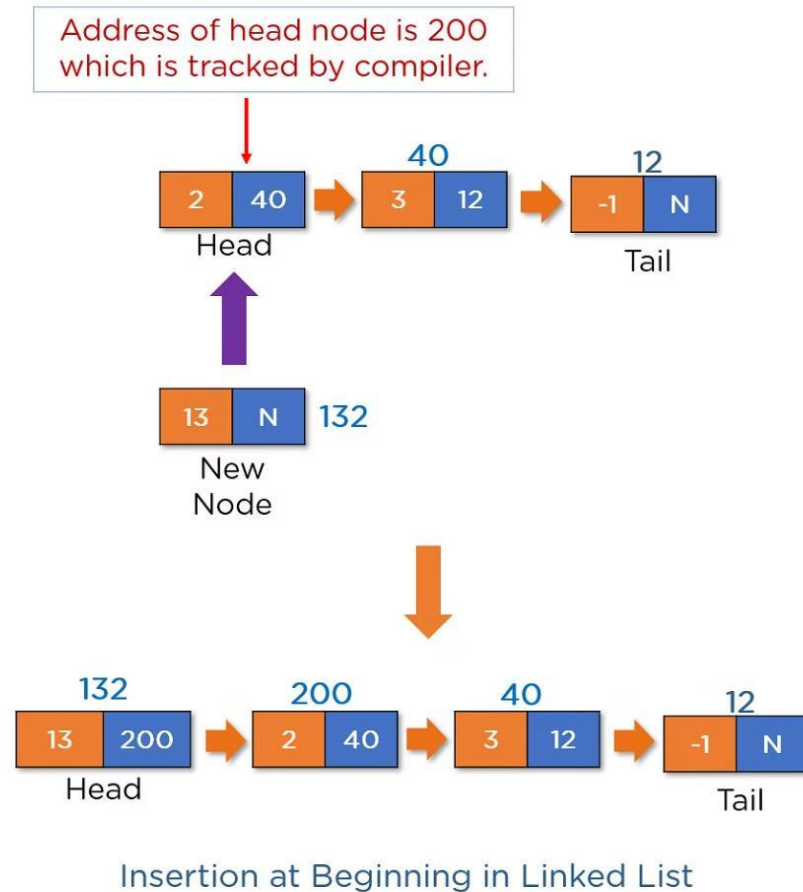 Address of head node is 200
which is tracked by compiler.
40
12
2 40
3 12
-1 N
Head
Tail
13 N
132
New
Node
132
200
40
12
13 200
2 40
3 12
-1 N
Head
Tail
Insertion at Beginning in Linked List